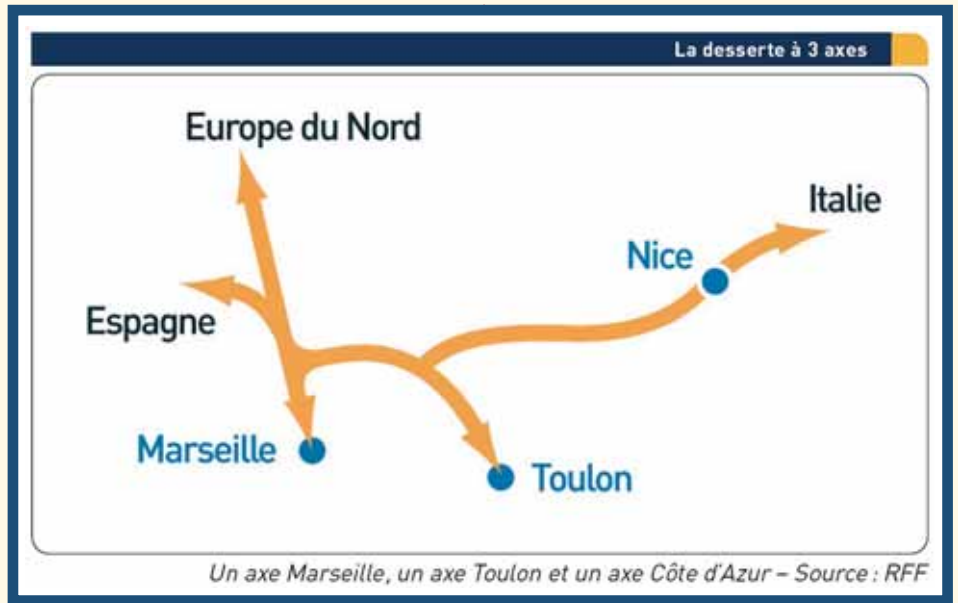 La desserte à 3 axes
Europe du Nord
Italie
Nice
Espagne
Marseille
Toulon
Un axe Marseille, un axe Toulon et un axe Côte d'Azur – Source : RFF